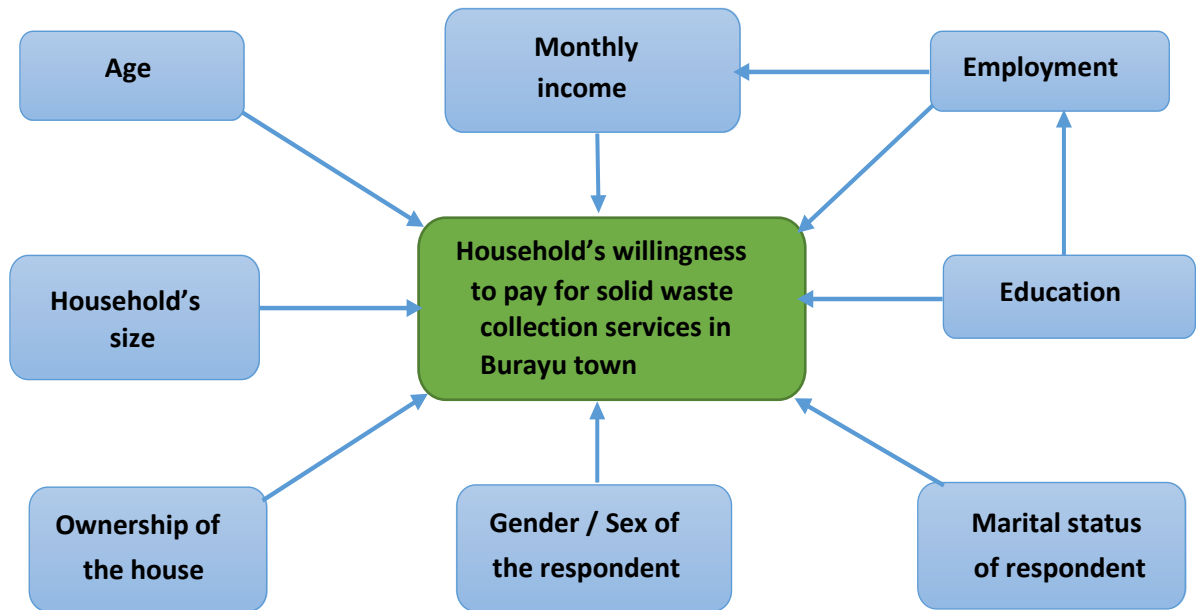 Age
Monthly
income
Employment
Household’s
size
Household’s willingness
to pay for solid waste
collection services in
Burayu town
Education
Ownership of
the house
Gender / Sex of
the respondent
Marital status
of respondent